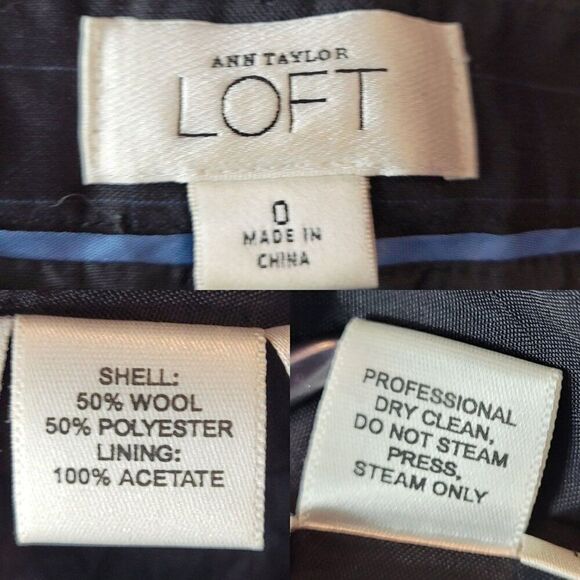 ANN TAYLOR
LOFT
0
MADE IN
CHINA
SHELL:
50% WOOL
50% POLYESTER
LINING:
100% ACETATE
PROFESSIONAL
DRY CLEAN,
DO NOT STEAM
PRESS,
STEAM ONLY